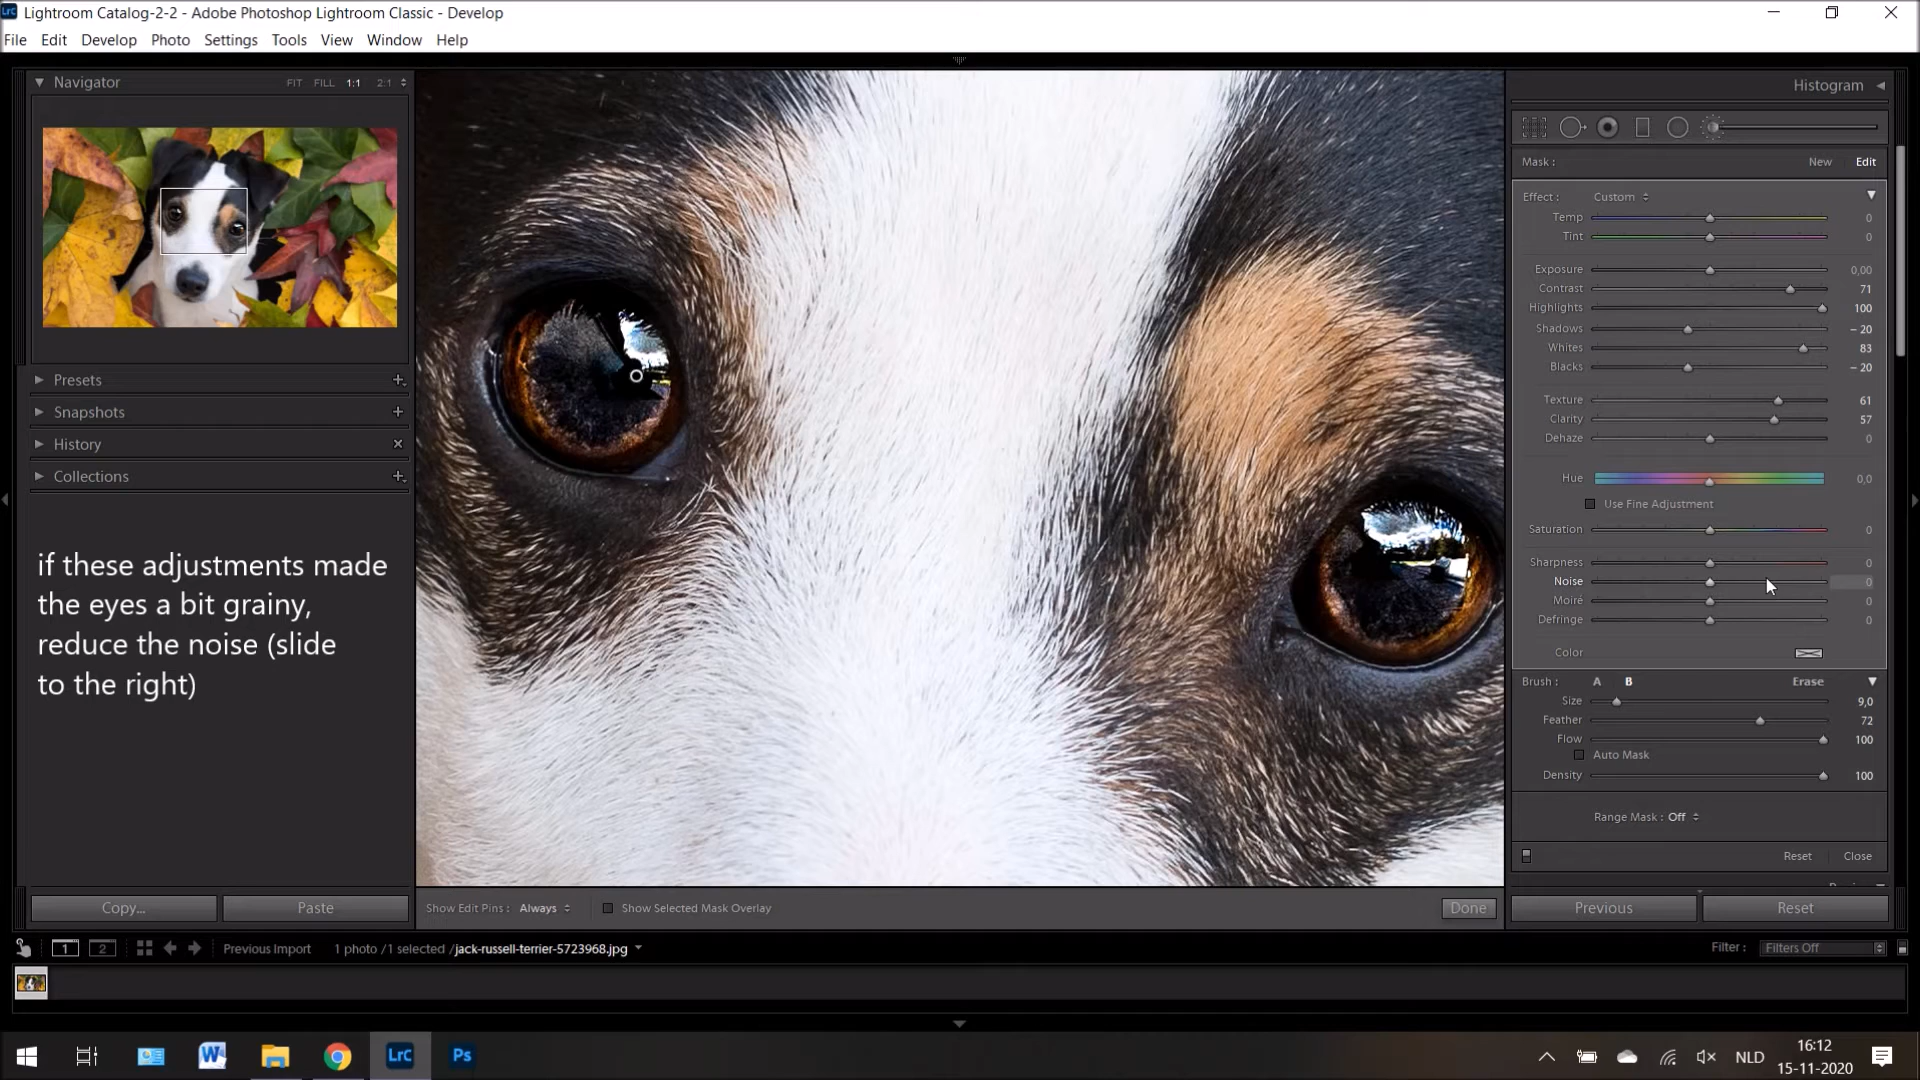 Lightroom Catalog-2-2 - Adobe Photoshop Lightroom Classic - Develop
File Edit Develop Photo Settings Tools View Window Help
Navigator FIT FILL 1:1 2:1
Presets
Snapshots
History
Collections
if these adjustments made
the eyes a bit grainy,
reduce the noise (slide
to the right)
Copy... Paste
Show Edit Pins : Always Show Selected Mask Overlay Done
Histogram
Mask : New Edit
Effect : Custom
Temp 0
Tint 0
Exposure 0,00
Contrast 71
Highlights 100
Shadows – 20
Whites 83
Blacks – 20
Texture 61
Clarity 57
Dehaze 0
Hue 0,0
Use Fine Adjustment
Saturation 0
Sharpness 0
Noise 0
Moiré 0
Defringe 0
Color
Brush : A B Erase
Size 9,0
Feather 72
Flow 100
Auto Mask
Density 100
Range Mask : Off
Reset Close
Previous Reset
1 2 Previous Import 1 photo /1 selected /jack-russell-terrier-5723968.jpg Filter : Filters Off
LrC Ps NLD 16:12
15-11-2020